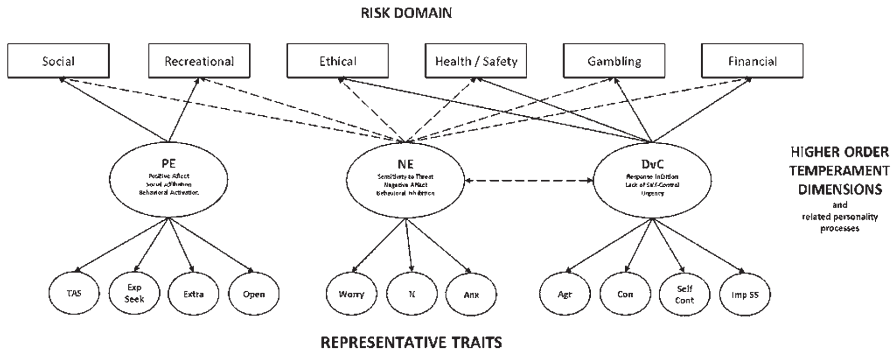 RISK DOMAIN
Social
Recreational
Ethical
Health / Safety
Gambling
Financial
PE
Positive Affect
Social Affiliation
Behavioral Activation
NE
Sensitivity to Threat
Negative Affect
Behavioral Inhibition
DvC
Response Inibition
Lack of Self-Control
Urgency
HIGHER ORDER
TEMPERAMENT
DIMENSIONS
and
related personality
processes
TAS
Exp
Seek
Extra
Open
Worry
N
Anx
Agr
Con
Self
Cont
Imp SS
REPRESENTATIVE TRAITS